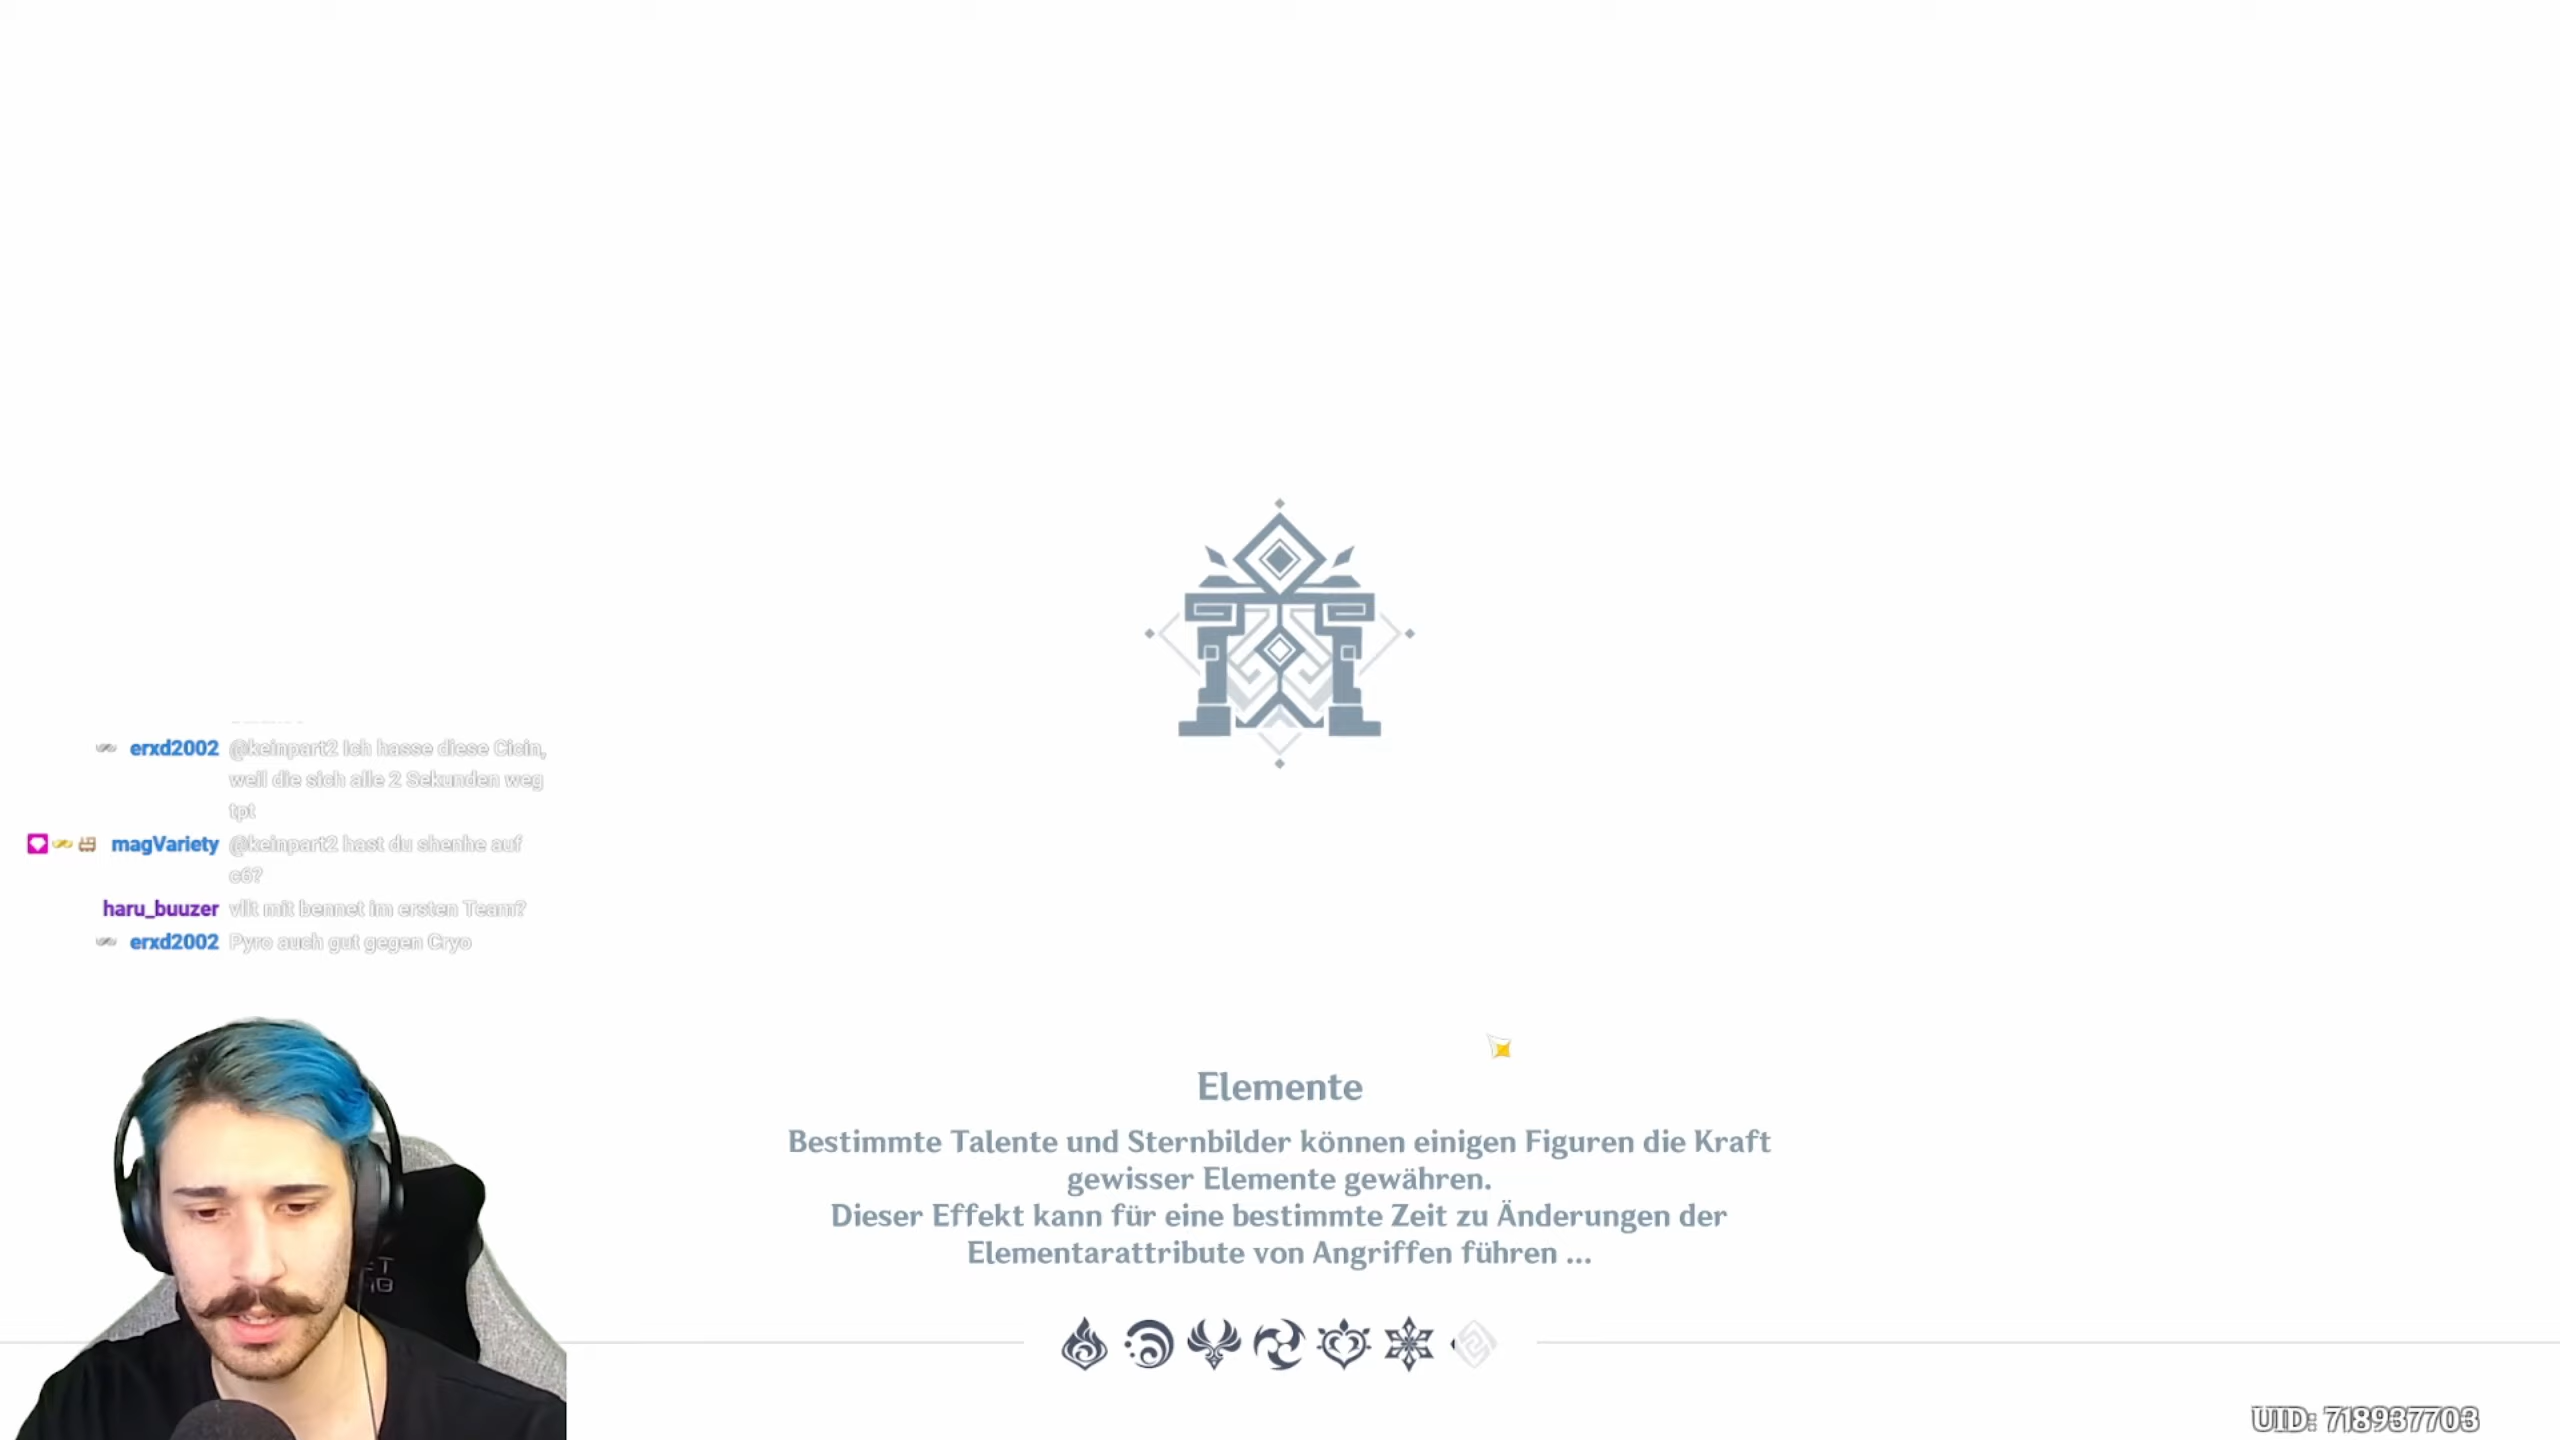 erxd2002 @keinpart2 Ich hasse diese Cicin,
weil die sich alle 2 Sekunden weg
tpt
magVariety @keinpart2 hast du shenhe auf
c6?
haru_buuzer vllt mit bennet im ersten Team?
erxd2002 Pyro auch gut gegen Cryo
Elemente
Bestimmte Talente und Sternbilder können einigen Figuren die Kraft
gewisser Elemente gewähren.
Dieser Effekt kann für eine bestimmte Zeit zu Änderungen der
Elementarattribute von Angriffen führen ...
UID: 718937703